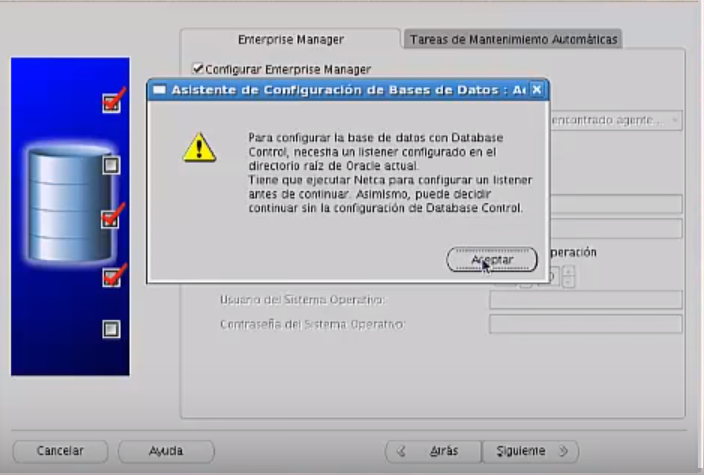 Enterprise Manager
Tareas de Mantenimiento Automáticas
Configurar Enterprise Manager
Asistente de Configuración de Bases de Datos : A
encontrado agente...
Para configurar la base de datos con Database
Control, necesita un listener configurado en el
directorio raíz de Oracle actual.
Tiene que ejecutar Netca para configurar un listener
antes de continuar. Asimismo, puede decidir
continuar sin la configuración de Database Control.
Aceptar
peración
Usuario del Sistema Operativo:
Contraseña del Sistema Operativo:
Cancelar
Ayuda
Atrás
Siguiente